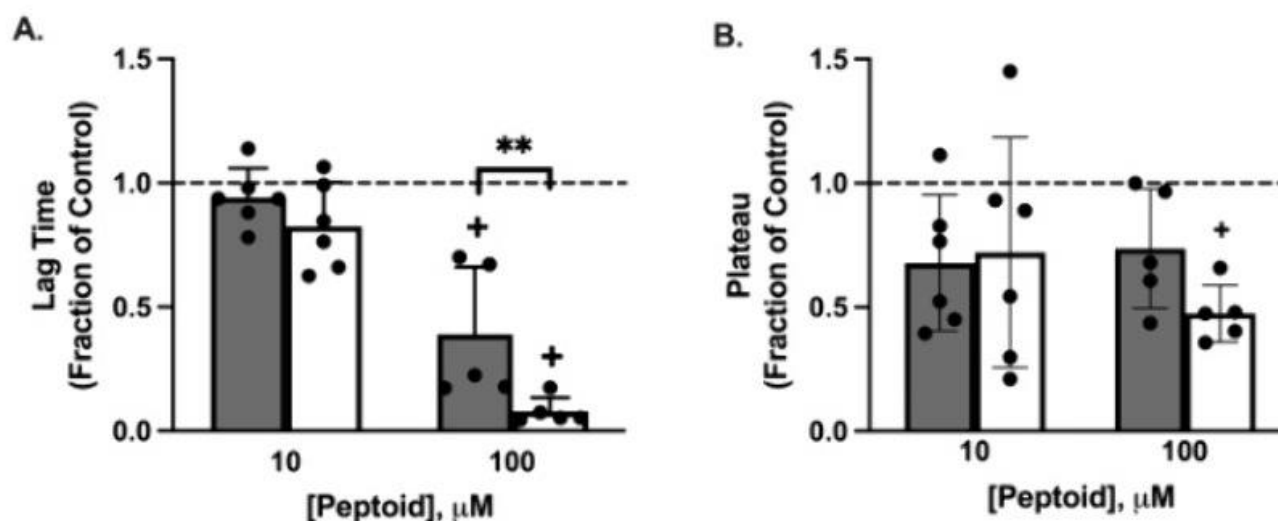 A.
1.5
1.0
0.5
0.0
Lag Time
(Fraction of Control)
**
+
+
10
100
[Peptoid], μM
B.
1.5
1.0
0.5
0.0
Plateau
(Fraction of Control)
+
10
100
[Peptoid], μM